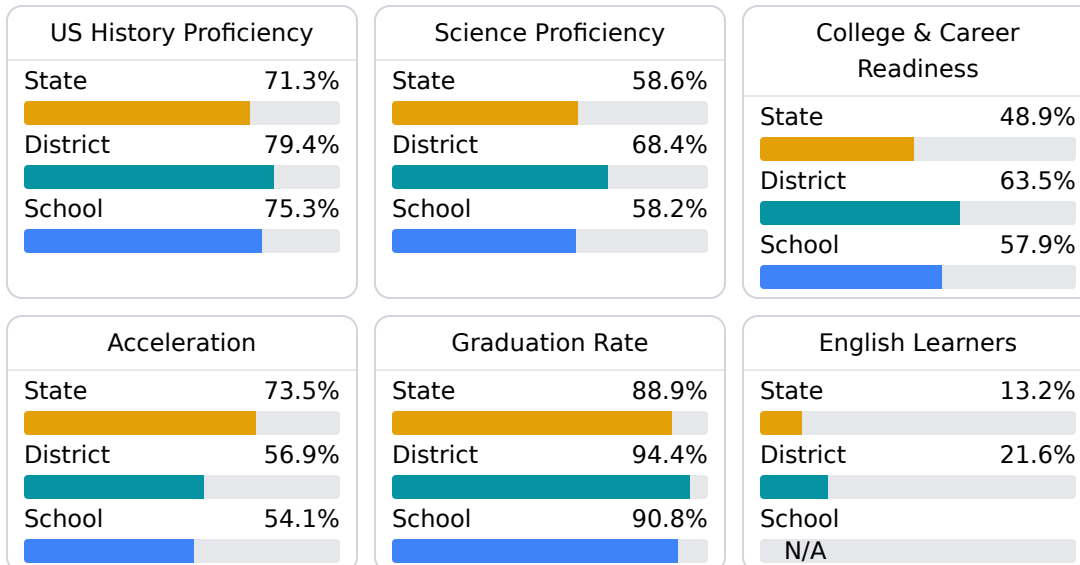 US History Proficiency
State 71.3%
District 79.4%
School 75.3%
Science Proficiency
State 58.6%
District 68.4%
School 58.2%
College & Career
Readiness
State 48.9%
District 63.5%
School 57.9%
Acceleration
State 73.5%
District 56.9%
School 54.1%
Graduation Rate
State 88.9%
District 94.4%
School 90.8%
English Learners
State 13.2%
District 21.6%
School
N/A